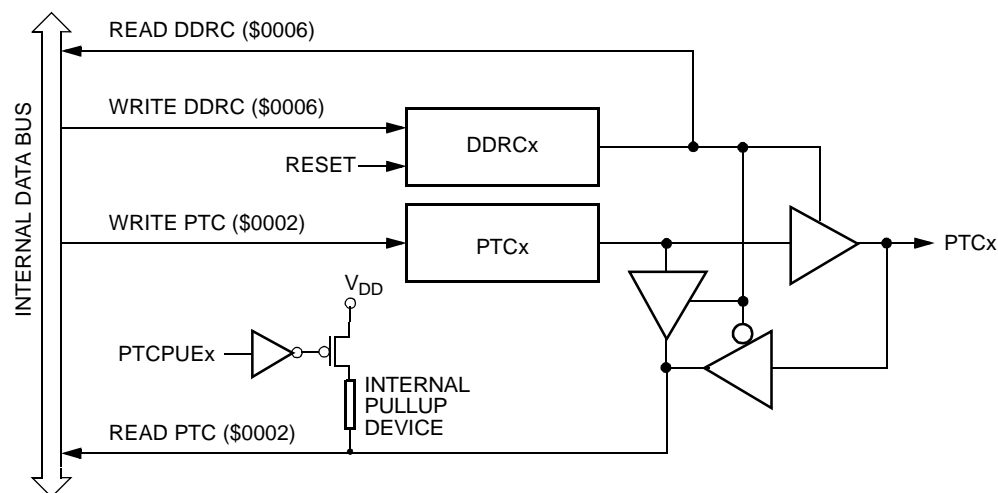 READ DDRC ($0006)
WRITE DDRC ($0006)
DDRCx
RESET
INTERNAL DATA BUS
WRITE PTC ($0002)
PTCx
PTCx
VDD
PTCPUEx
INTERNAL
PULLUP
DEVICE
READ PTC ($0002)